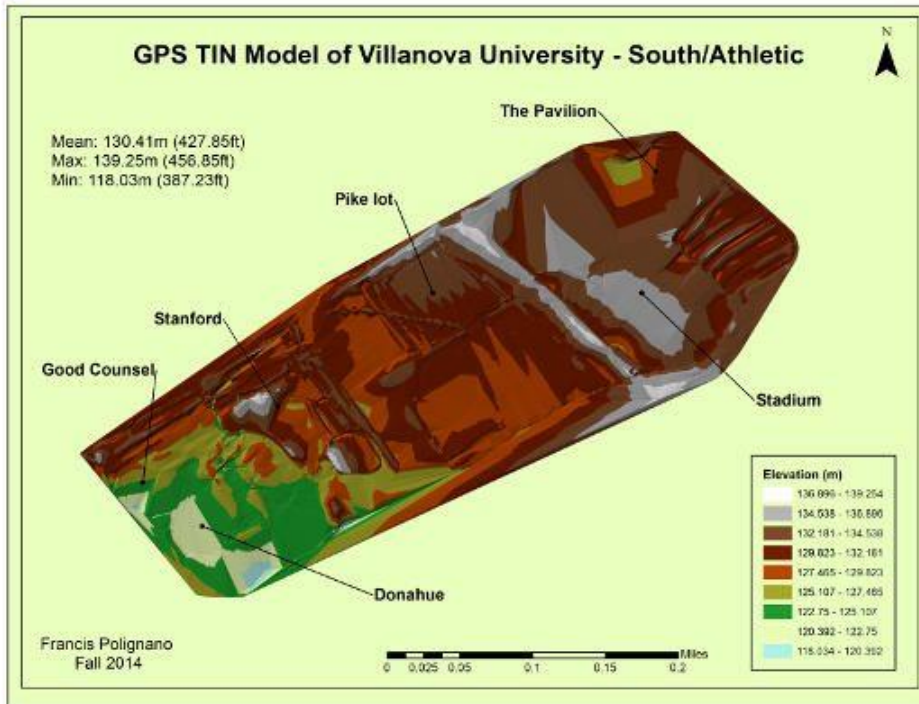 GPS TIN Model of Villanova University - South/Athletic
N
Mean: 130.41m (427.85ft)
Max: 139.25m (456.85ft)
Min: 118.03m (387.23ft)
The Pavilion
Pike lot
Stanford
Good Counsel
Stadium
Donahue
Elevation (m)
136.896 - 139.254
134.538 - 136.896
132.181 - 134.538
129.823 - 132.181
127.465 - 129.823
125.107 - 127.465
122.75 - 125.107
120.392 - 122.75
118.034 - 120.392
Francis Polignano
Fall 2014
Miles
0 0.025 0.05 0.1 0.15 0.2